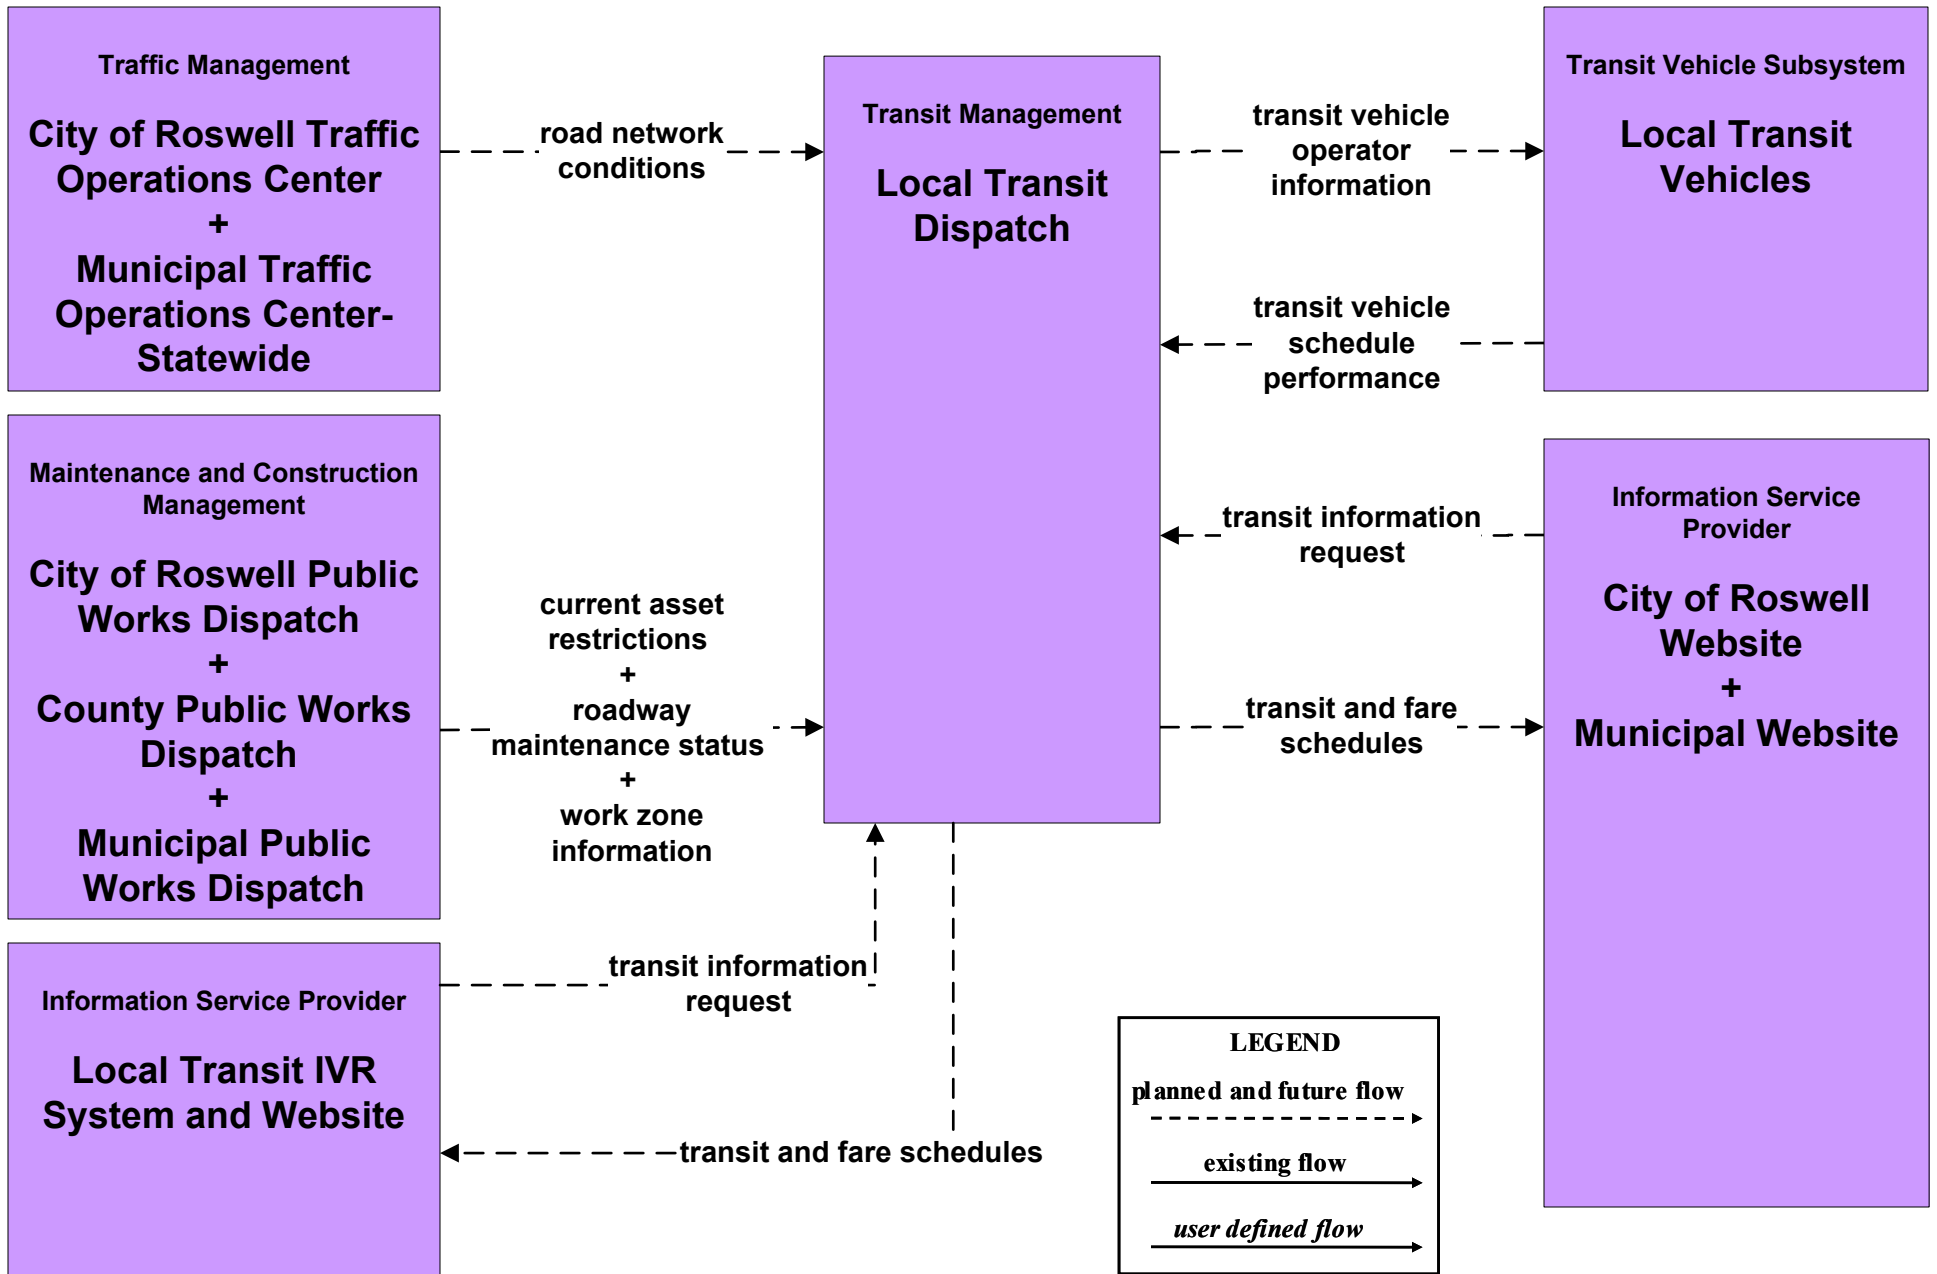 Traffic Management
City of Roswell Traffic
Operations Center
+
Municipal Traffic
Operations Center-
Statewide
road network
conditions
Transit Management
Local Transit
Dispatch
transit vehicle
operator
information
Transit Vehicle Subsystem
Local Transit
Vehicles
transit vehicle
schedule
performance
Maintenance and Construction
Management
City of Roswell Public
Works Dispatch
+
County Public Works
Dispatch
+
Municipal Public
Works Dispatch
current asset
restrictions
+
roadway
maintenance status
+
work zone
information
transit information
request
Information Service
Provider
City of Roswell
Website
+
Municipal Website
transit and fare
schedules
Information Service Provider
Local Transit IVR
System and Website
transit information
request
transit and fare schedules
LEGEND
planned and future flow
existing flow
user defined flow